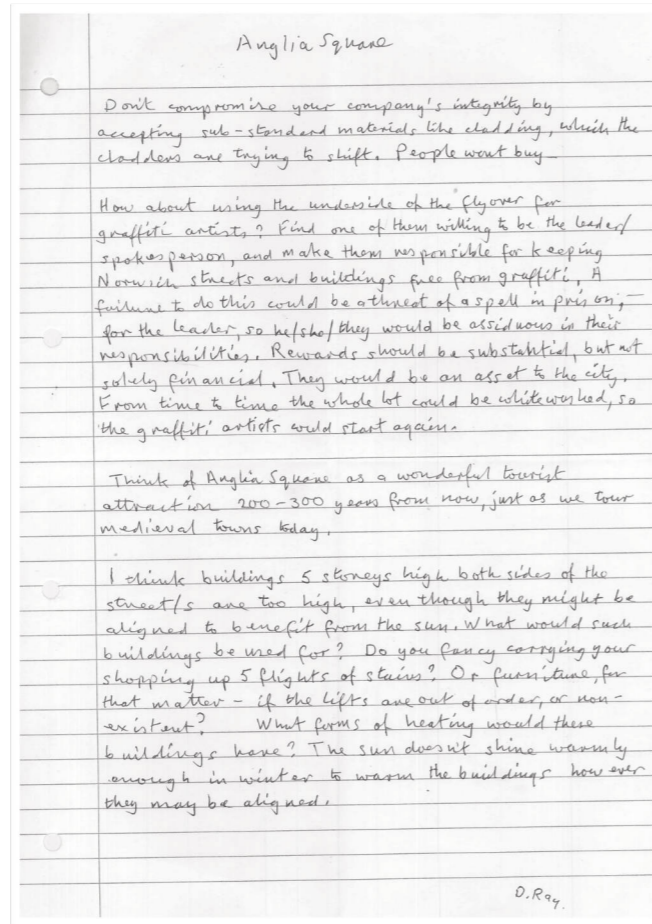 Anglia Square
Don't compromise your company's integrity by
accepting sub-standard materials like cladding, which the
cladders are trying to shift. People wont buy—
How about using the underside of the flyover for
graffiti artists? Find one of them willing to be the leader/
spokesperson, and make them responsible for keeping
Norwich streets and buildings free from graffiti, A
failure to do this could be a threat of a spell in prison,—
for the leader, so he/she/they would be assiduous in their
responsibilities. Rewards should be substantial, but not
solely financial. They would be an asset to the city.
From time to time the whole lot could be whitewashed, so
the graffiti artists could start again.
Think of Anglia Square as a wonderful tourist
attraction 200-300 years from now, just as we tour
medieval towns today.
I think buildings 5 storeys high both sides of the
street/s are too high, even though they might be
aligned to benefit from the sun. What would such
buildings be used for? Do you fancy carrying your
shopping up 5 flights of stairs? Or furniture, for
that matter – if the lifts are out of order, or non-
existent? What forms of heating would these
buildings have? The sun doesn't shine warmly
enough in winter to warm the buildings however
they may be aligned.
D. Ray.